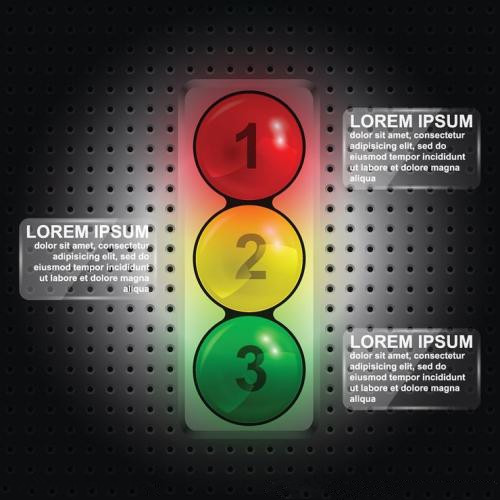 1
LOREM IPSUM
dolor sit amet, consectetur
adipisicing elit, sed do
eiusmod tempor incididunt
ut labore et dolore magna
aliqua
2
LOREM IPSUM
dolor sit amet, consectetur
adipisicing elit, sed do
eiusmod tempor incididunt
ut labore et dolore magna
aliqua
3
LOREM IPSUM
dolor sit amet, consectetur
adipisicing elit, sed do
eiusmod tempor incididunt
ut labore et dolore magna
aliqua